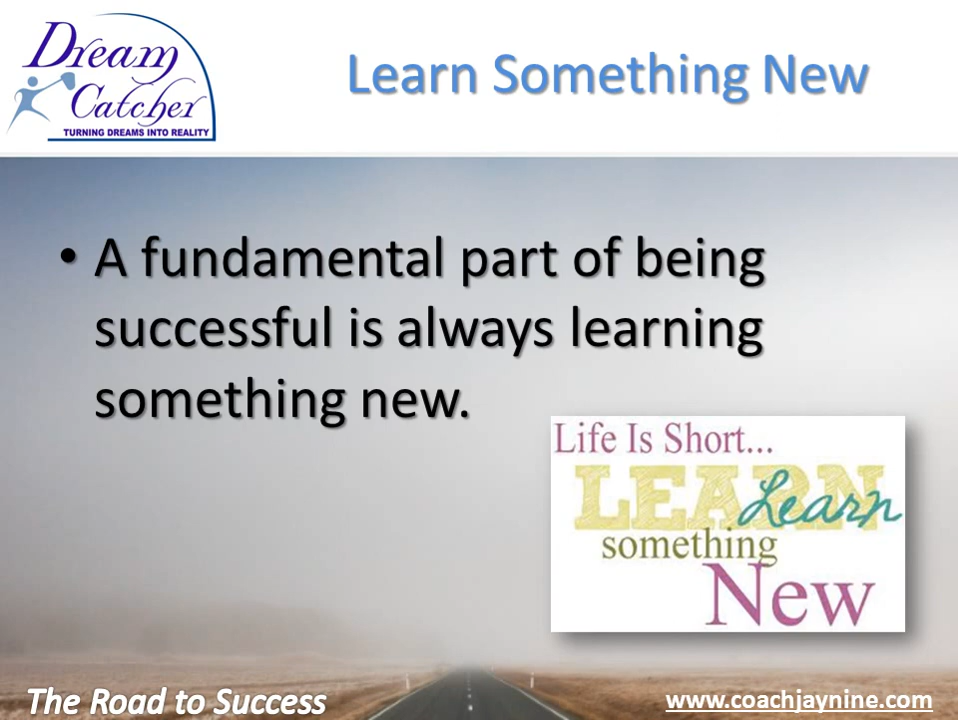 Dream
Catcher
TURNING DREAMS INTO REALITY
Learn Something New
• A fundamental part of being
successful is always learning
something new.
Life Is Short...
LEARN
Learn
something
New
The Road to Success
www.coachjaynine.com